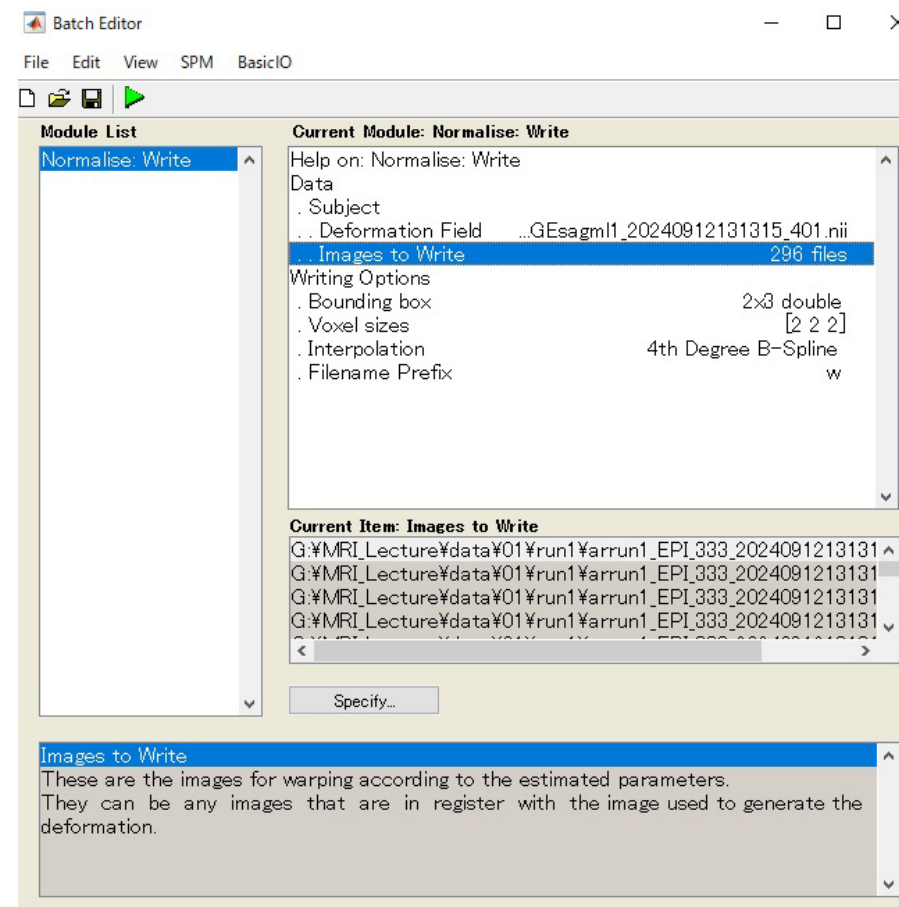 Batch Editor
File Edit View SPM BasicIO
Module List
Normalise: Write
Current Module: Normalise: Write
Help on: Normalise: Write
Data
. Subject
. . Deformation Field ...GEsagml1_20240912131315_401.nii
. . Images to Write 296 files
Writing Options
. Bounding box 2x3 double
. Voxel sizes [2 2 2]
. Interpolation 4th Degree B-Spline
. Filename Prefix w
Current Item: Images to Write
G:¥MRI_Lecture¥data¥01¥run1¥arrun1_EPI_333_2024091213131
G:¥MRI_Lecture¥data¥01¥run1¥arrun1_EPI_333_2024091213131
G:¥MRI_Lecture¥data¥01¥run1¥arrun1_EPI_333_2024091213131
G:¥MRI_Lecture¥data¥01¥run1¥arrun1_EPI_333_2024091213131
Specify...
Images to Write
These are the images for warping according to the estimated parameters.
They can be any images that are in register with the image used to generate the
deformation.